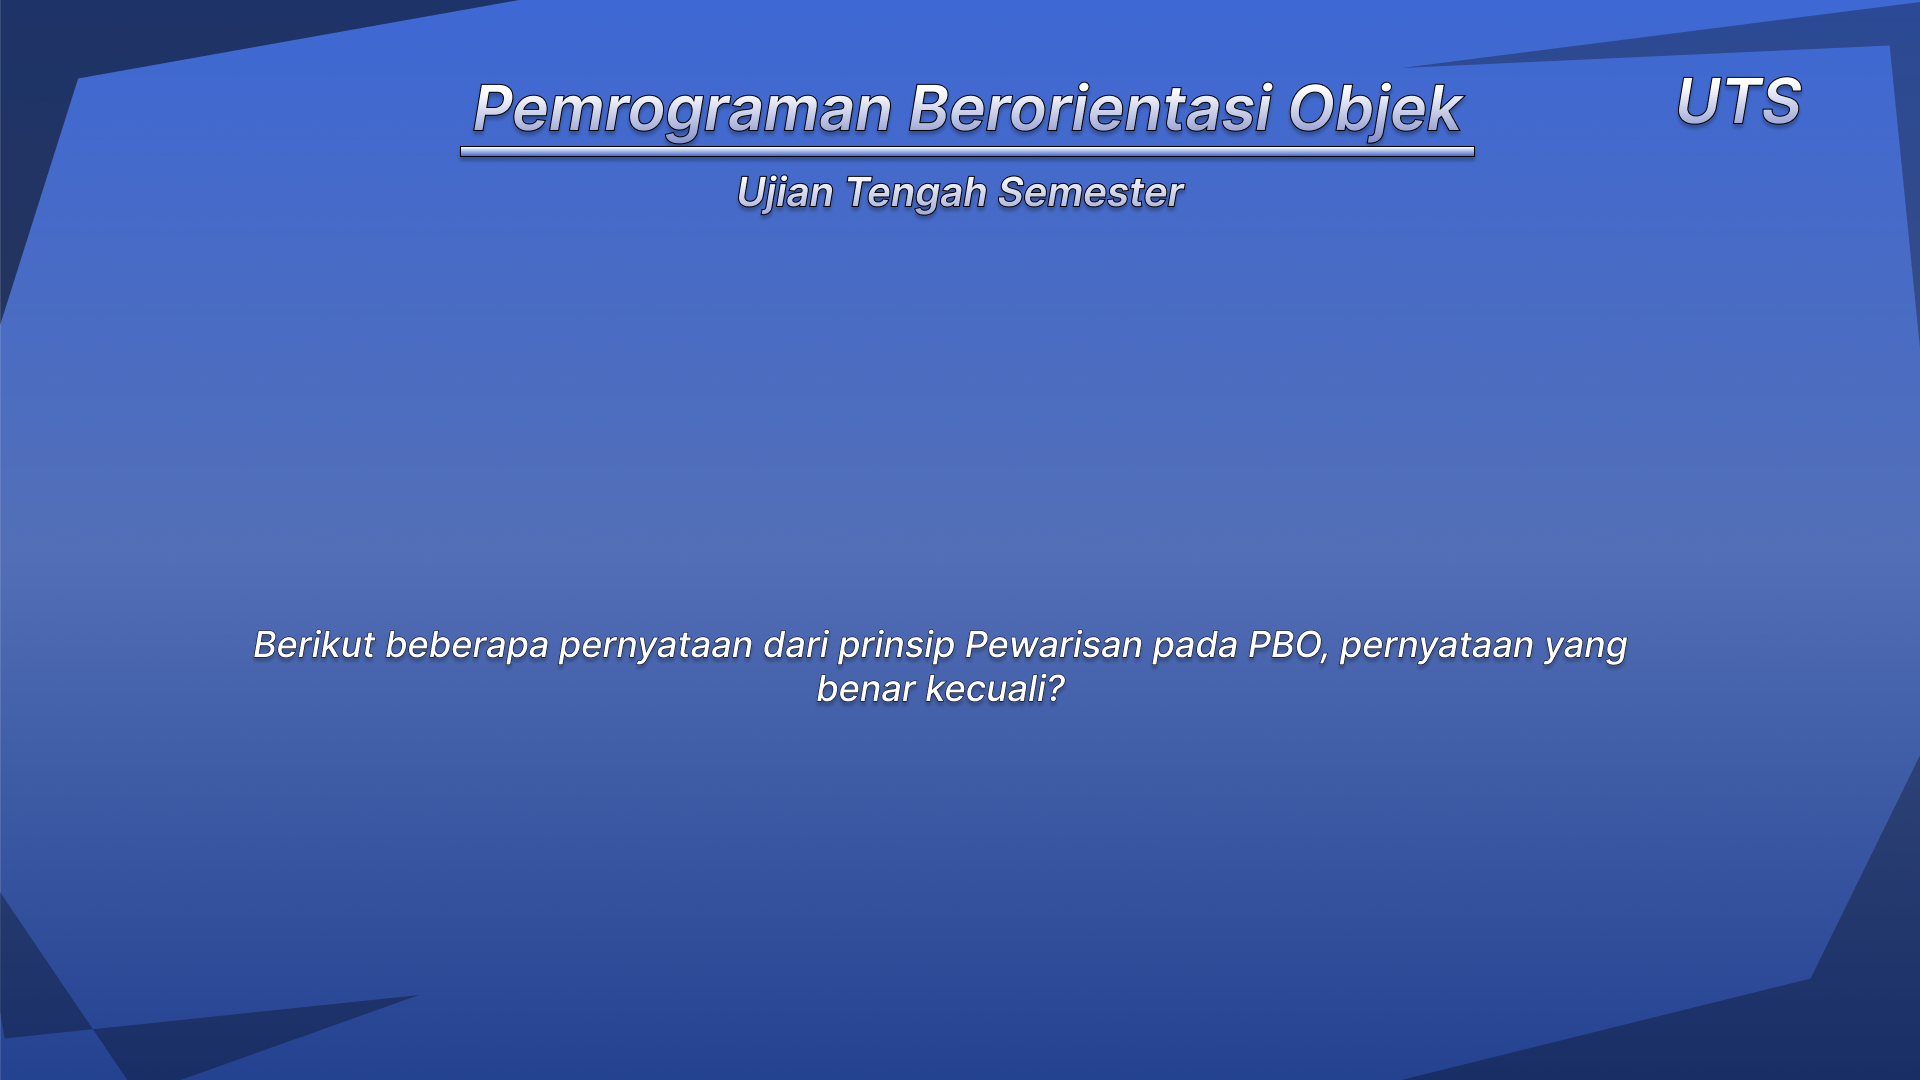 Pemrograman Berorientasi Objek
UTS
Ujian Tengah Semester
Berikut beberapa pernyataan dari prinsip Pewarisan pada PBO, pernyataan yang
benar kecuali?